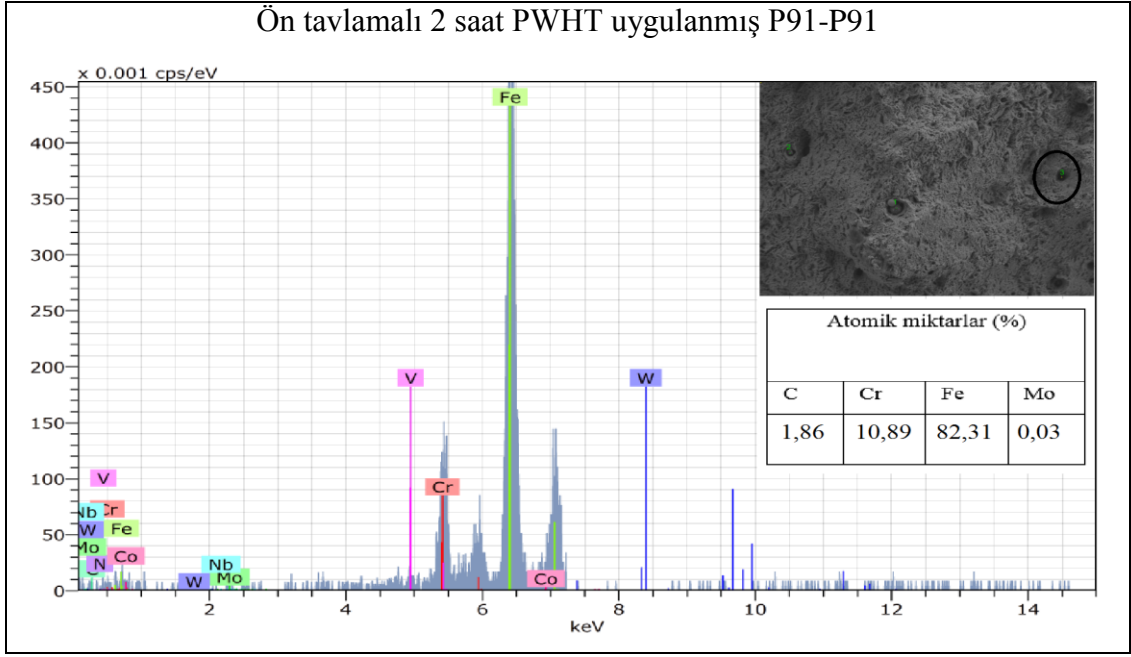 Ön tavlamalı 2 saat PWHT uygulanmış P91-P91
x 0.001 cps/eV
450
400
350
300
250
200
150
100
50
0
Fe
V
W
Cr
Co
V
Nb Cr
W Fe
Mo
N Co
C
W
Nb
Mo
2 4 6 8 10 12 14
keV
Atomik miktarlar (%)
C Cr Fe Mo
1,86 10,89 82,31 0,03